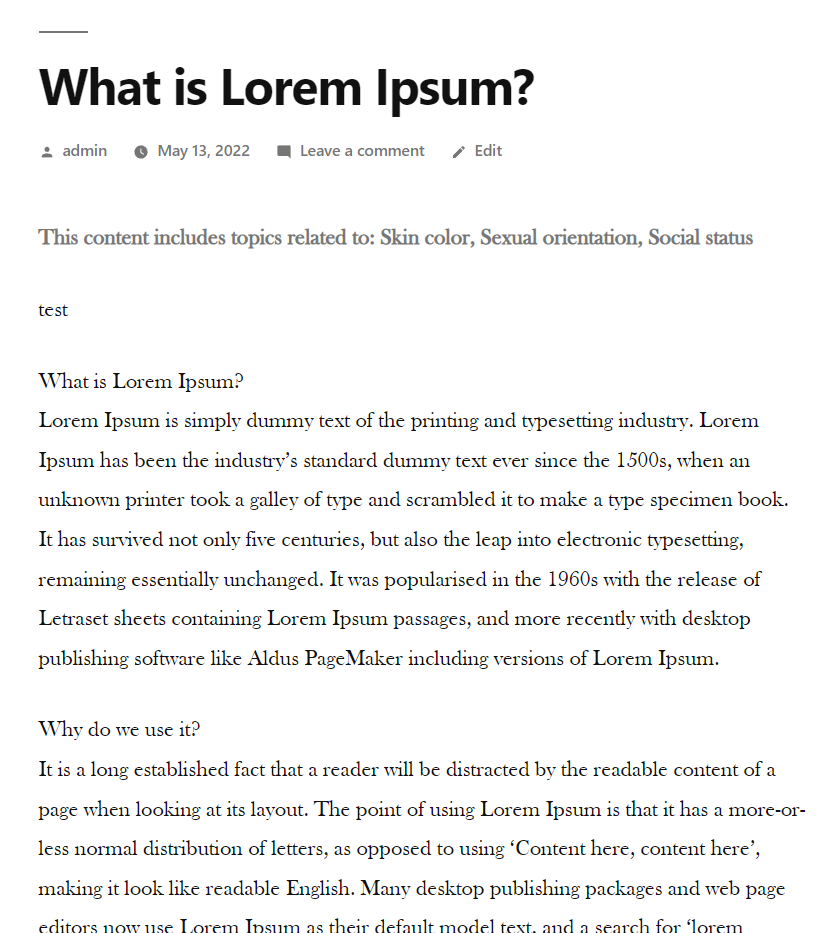 What is Lorem Ipsum?
admin May 13, 2022 Leave a comment Edit
This content includes topics related to: Skin color, Sexual orientation, Social status
test
What is Lorem Ipsum?
Lorem Ipsum is simply dummy text of the printing and typesetting industry. Lorem
Ipsum has been the industry’s standard dummy text ever since the 1500s, when an
unknown printer took a galley of type and scrambled it to make a type specimen book.
It has survived not only five centuries, but also the leap into electronic typesetting,
remaining essentially unchanged. It was popularised in the 1960s with the release of
Letraset sheets containing Lorem Ipsum passages, and more recently with desktop
publishing software like Aldus PageMaker including versions of Lorem Ipsum.
Why do we use it?
It is a long established fact that a reader will be distracted by the readable content of a
page when looking at its layout. The point of using Lorem Ipsum is that it has a more-or-
less normal distribution of letters, as opposed to using ‘Content here, content here’,
making it look like readable English. Many desktop publishing packages and web page
editors now use Lorem Ipsum as their default model text, and a search for ‘lorem